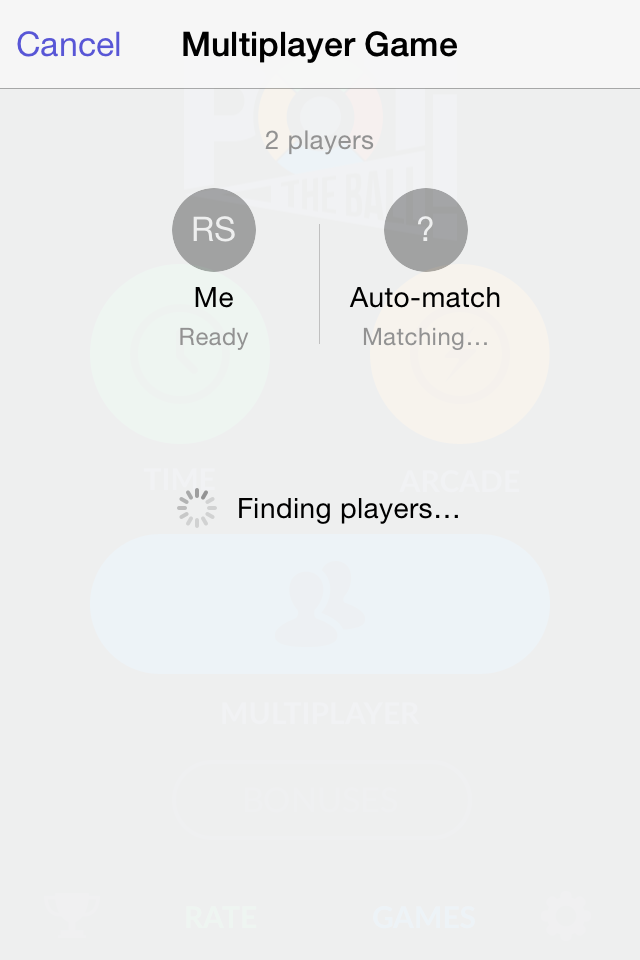 Cancel
Multiplayer Game
2 players
THE BALL
RS
?
Me
Auto-match
Ready
Matching...
TIME
ARCADE
Finding players...
MULTIPLAYER
RATE
GAMES